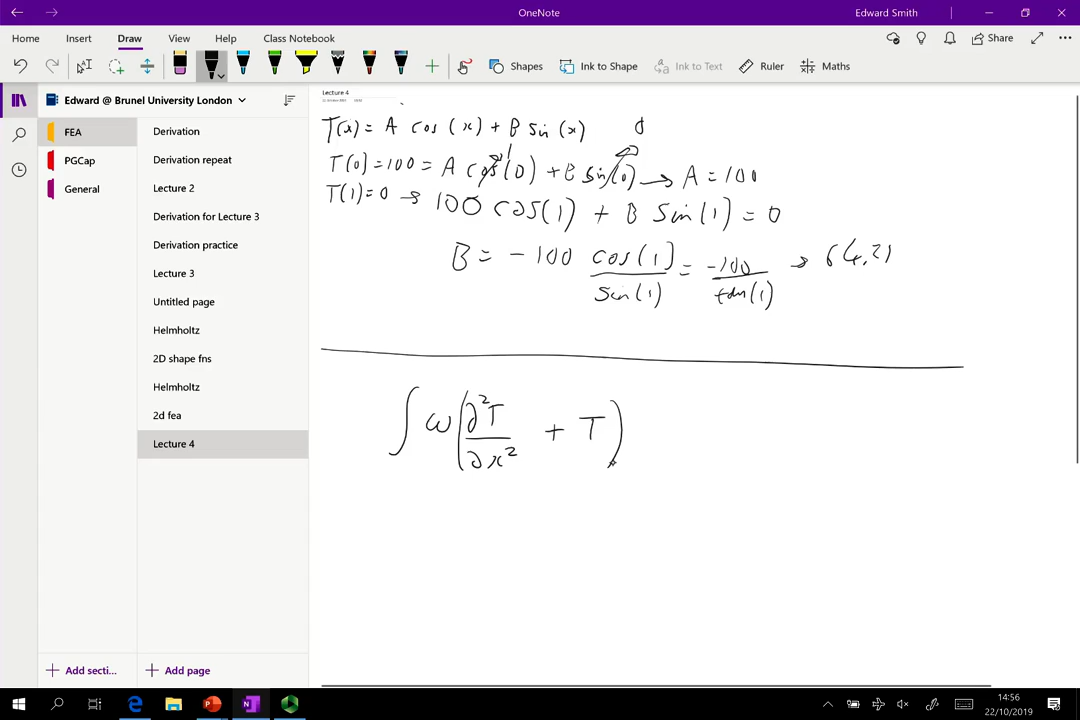 OneNote
Edward Smith
Home Insert Draw View Help Class Notebook
Share
Shapes Ink to Shape Ink to Text Ruler Maths
Edward @ Brunel University London
FEA
PGCap
General
Derivation
Derivation repeat
Lecture 2
Derivation for Lecture 3
Derivation practice
Lecture 3
Untitled page
Helmholtz
2D shape fns
Helmholtz
2d fea
Lecture 4
Add secti...
Add page
Lecture 4
T(x) = A cos(x) + B sin(x)
T(0) = 100 = A cos(0) + B sin(0) → A = 100
T(1) = 0 → 100 cos(1) + B sin(1) = 0
B = -100 cos(1)/sin(1) = -100/tan(1) →
∫ω(∂²T/∂x² + T)
14:56
22/10/2019